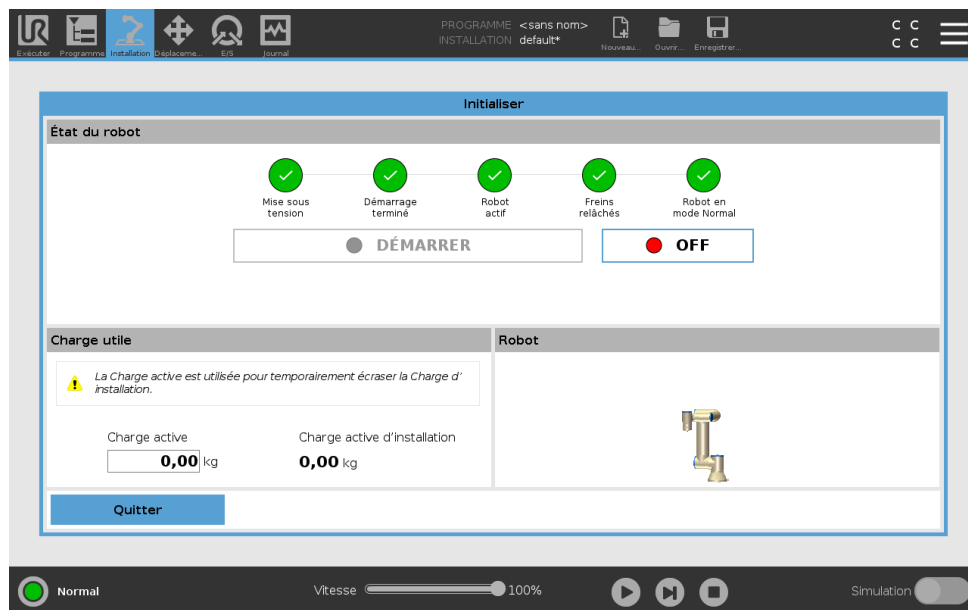 Exécuter
Programme
Installation
Déplaceme...
E/S
Journal
PROGRAMME <sans nom>
INSTALLATION default*
Nouveau...
Ouvrir...
Enregistrer...
C C
C C
Initialiser
État du robot
Mise sous
tension
Démarrage
terminé
Robot
actif
Freins
relâchés
Robot en
mode Normal
DÉMARRER
OFF
Charge utile
La Charge active est utilisée pour temporairement écraser la Charge d'
installation.
Charge active
0,00 kg
Charge active d'installation
0,00 kg
Robot
Quitter
Normal
Vitesse
100%
Simulation